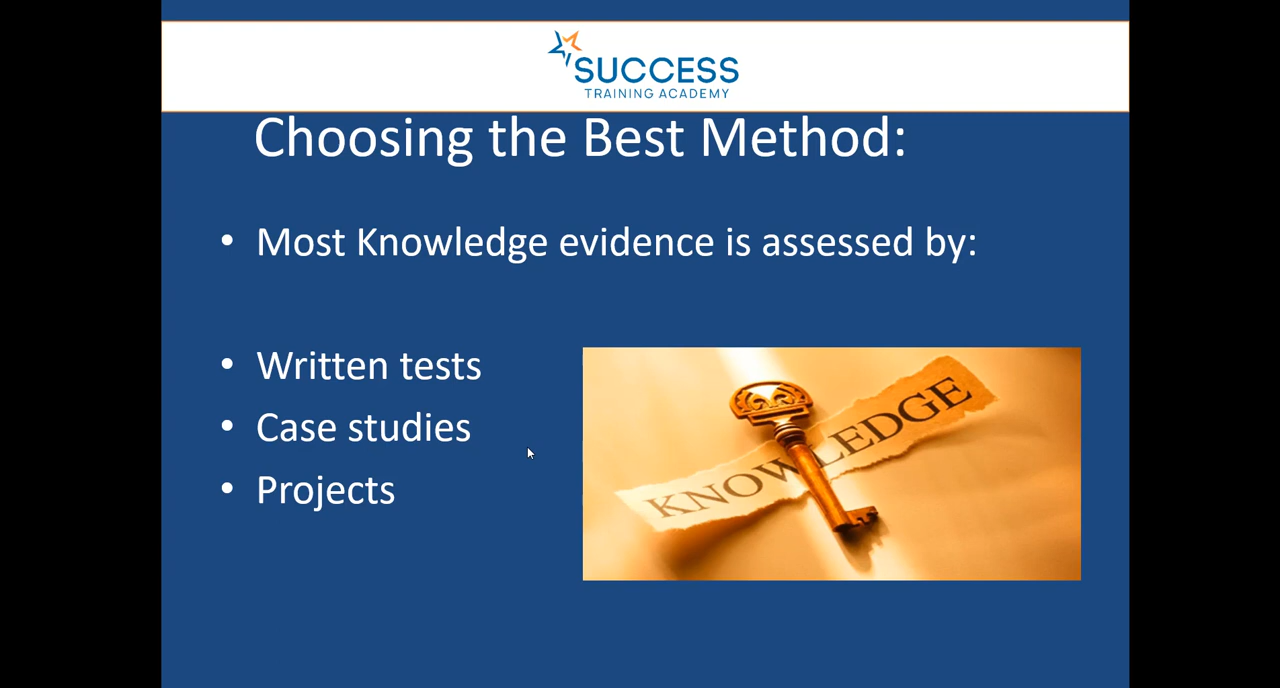 SUCCESS
TRAINING ACADEMY
Choosing the Best Method:
• Most Knowledge evidence is assessed by:
• Written tests
• Case studies
• Projects
KNOWLEDGE